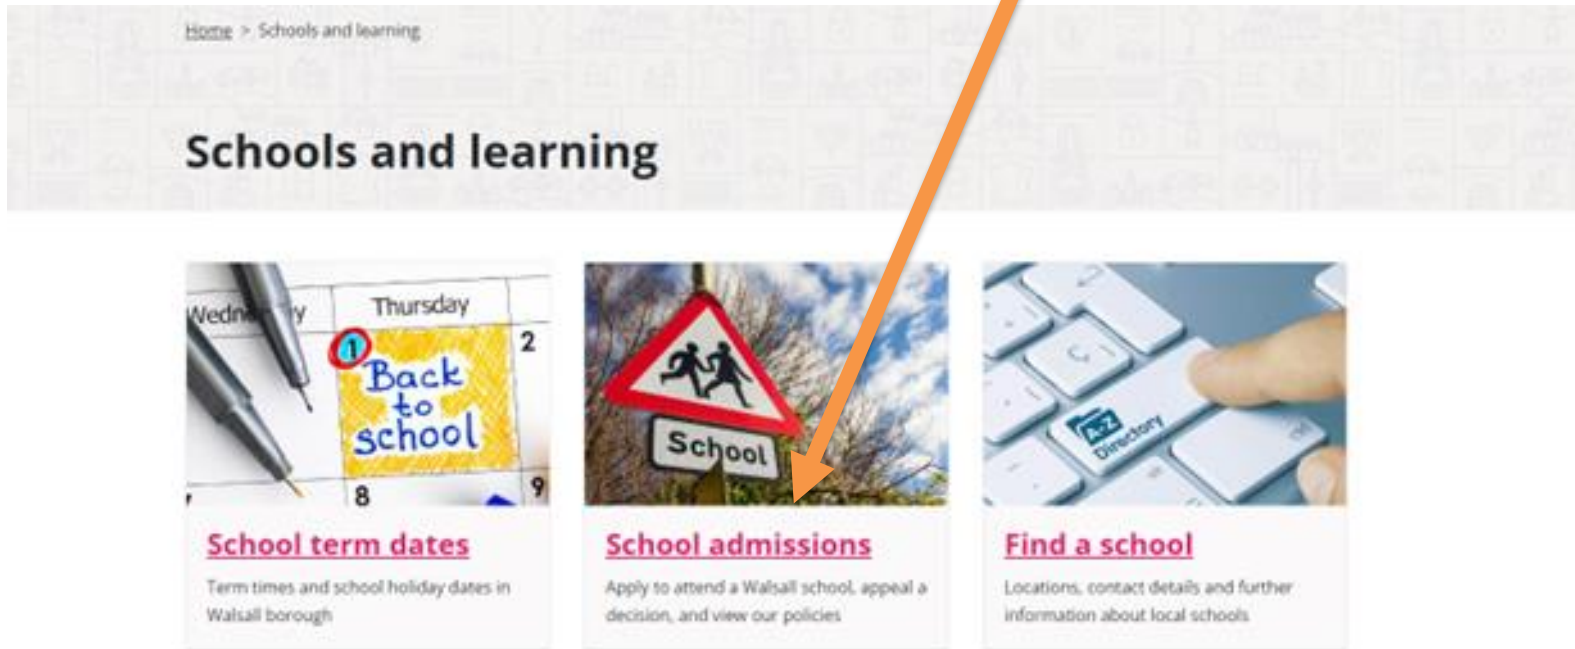 Home > Schools and learning
Schools and learning
Thursday
1
2
Back
to
school
8
9
School
A-Z
Directory
School term dates
Term times and school holiday dates in
Walsall borough
School admissions
Apply to attend a Walsall school, appeal a
decision, and view our policies
Find a school
Locations, contact details and further
information about local schools